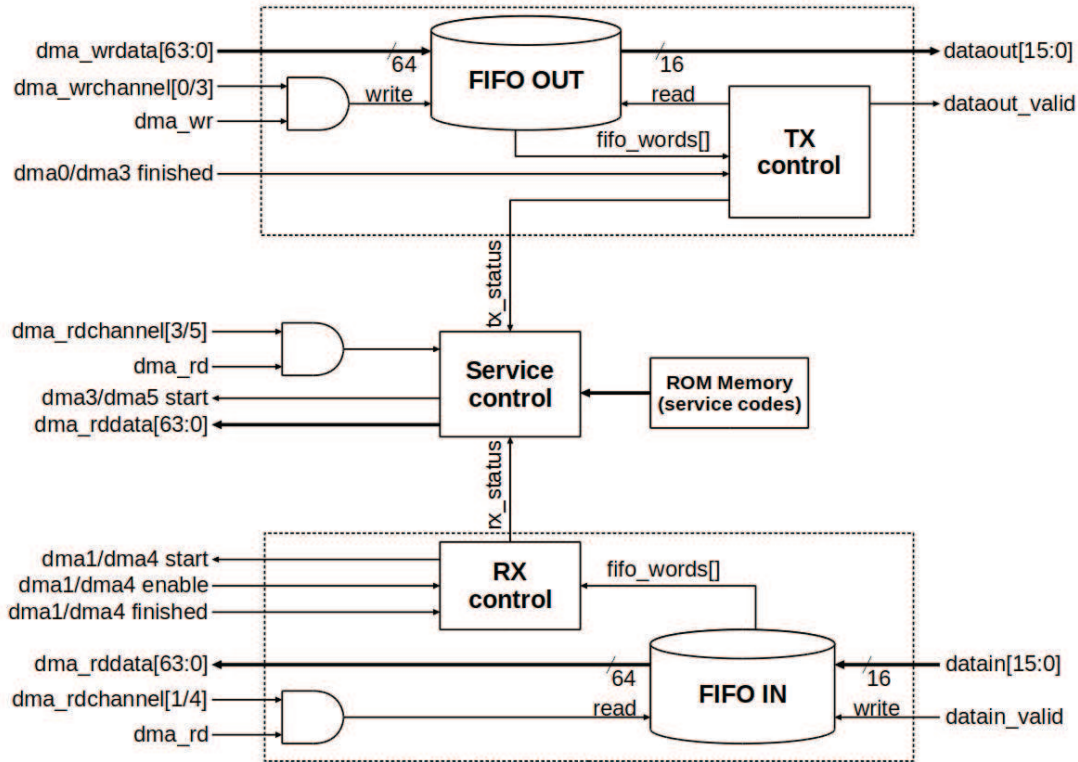 dma_wrdata[63:0]
64
FIFO OUT
16
dataout[15:0]
dma_wrchannel[0/3]
write
read
dataout_valid
dma_wr
TX
control
fifo_words[]
dma0/dma3 finished
tx_status
dma_rdchannel[3/5]
dma_rd
Service
control
ROM Memory
(service codes)
dma3/dma5 start
dma_rddata[63:0]
rx_status
dma1/dma4 start
dma1/dma4 enable
dma1/dma4 finished
RX
control
fifo_words[]
dma_rddata[63:0]
64
FIFO IN
16
datain[15:0]
dma_rdchannel[1/4]
read
write
datain_valid
dma_rd